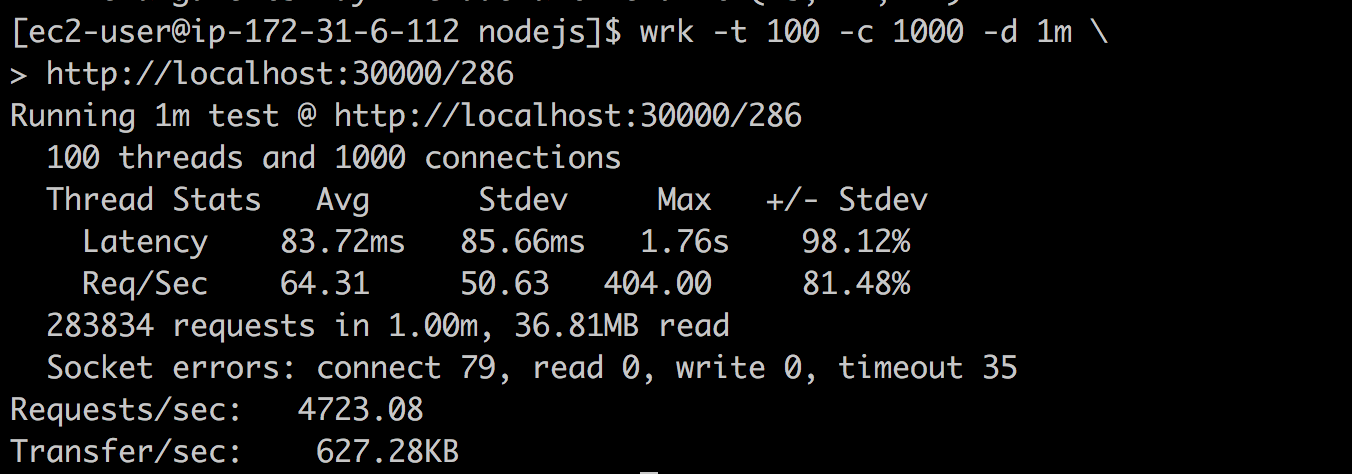 [ec2-user@ip-172-31-6-112 nodejs]$ wrk -t 100 -c 1000 -d 1m \
> http://localhost:30000/286
Running 1m test @ http://localhost:30000/286
  100 threads and 1000 connections
  Thread Stats   Avg      Stdev     Max   +/- Stdev
    Latency    83.72ms   85.66ms   1.76s    98.12%
    Req/Sec    64.31     50.63   404.00     81.48%
  283834 requests in 1.00m, 36.81MB read
  Socket errors: connect 79, read 0, write 0, timeout 35
Requests/sec:   4723.08
Transfer/sec:    627.28KB